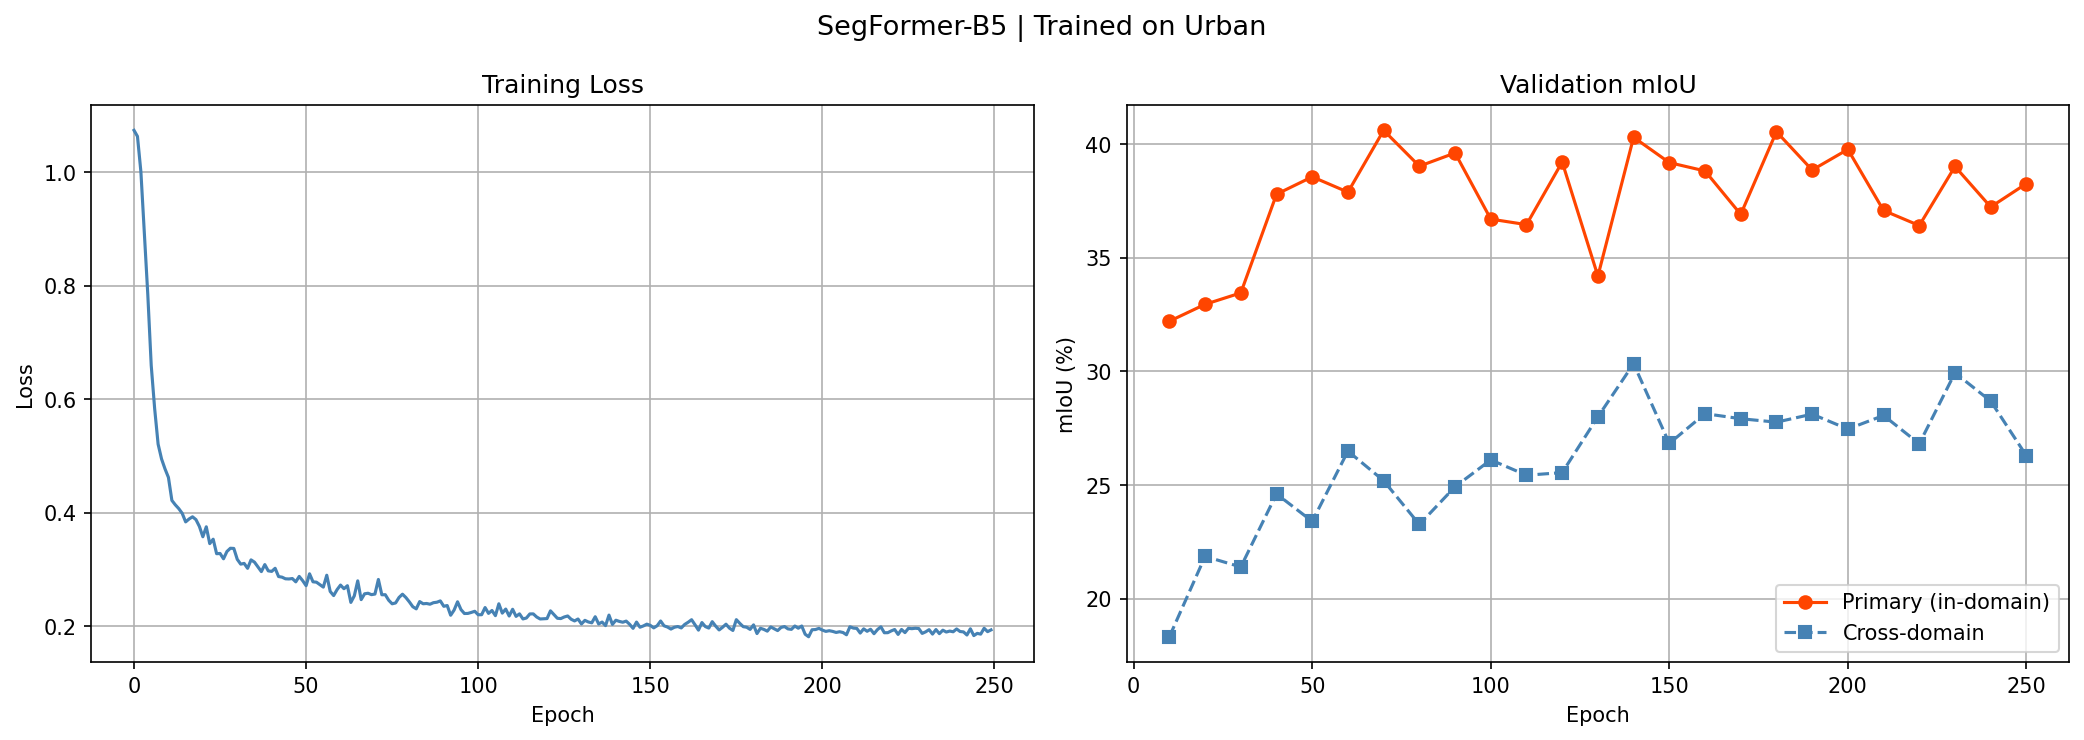 SegFormer-B5 | Trained on Urban
Training Loss
Loss
1.0
0.8
0.6
0.4
0.2
0 50 100 150 200 250
Epoch
Validation mIoU
mIoU (%)
40
35
30
25
20
Primary (in-domain)
Cross-domain
0 50 100 150 200 250
Epoch